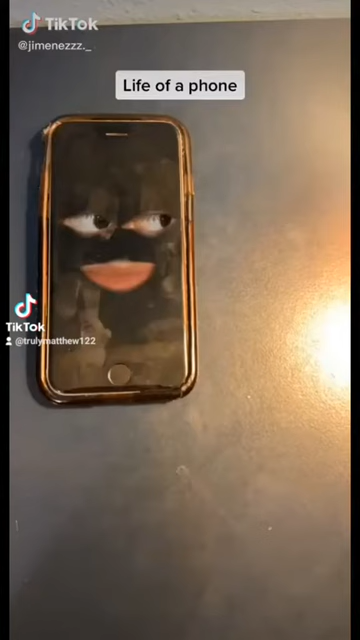 TikTok
@jimenezzz._
Life of a phone
TikTok
@trulymatthew122